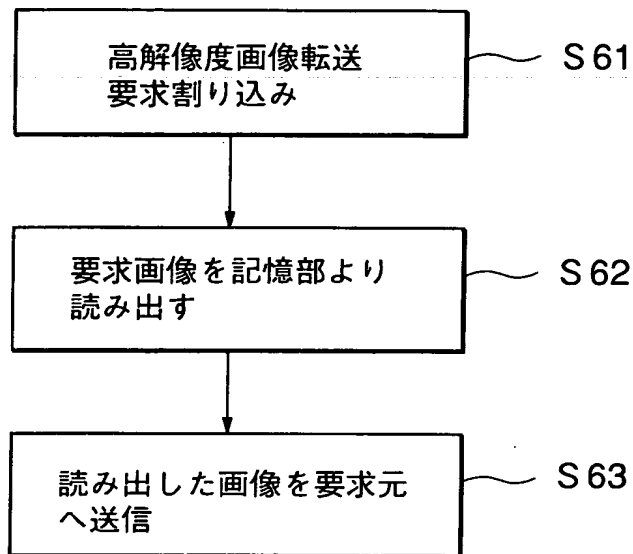 高解像度画像転送
要求割り込み
S61
要求画像を記憶部より
読み出す
S62
読み出した画像を要求元
へ送信
S63